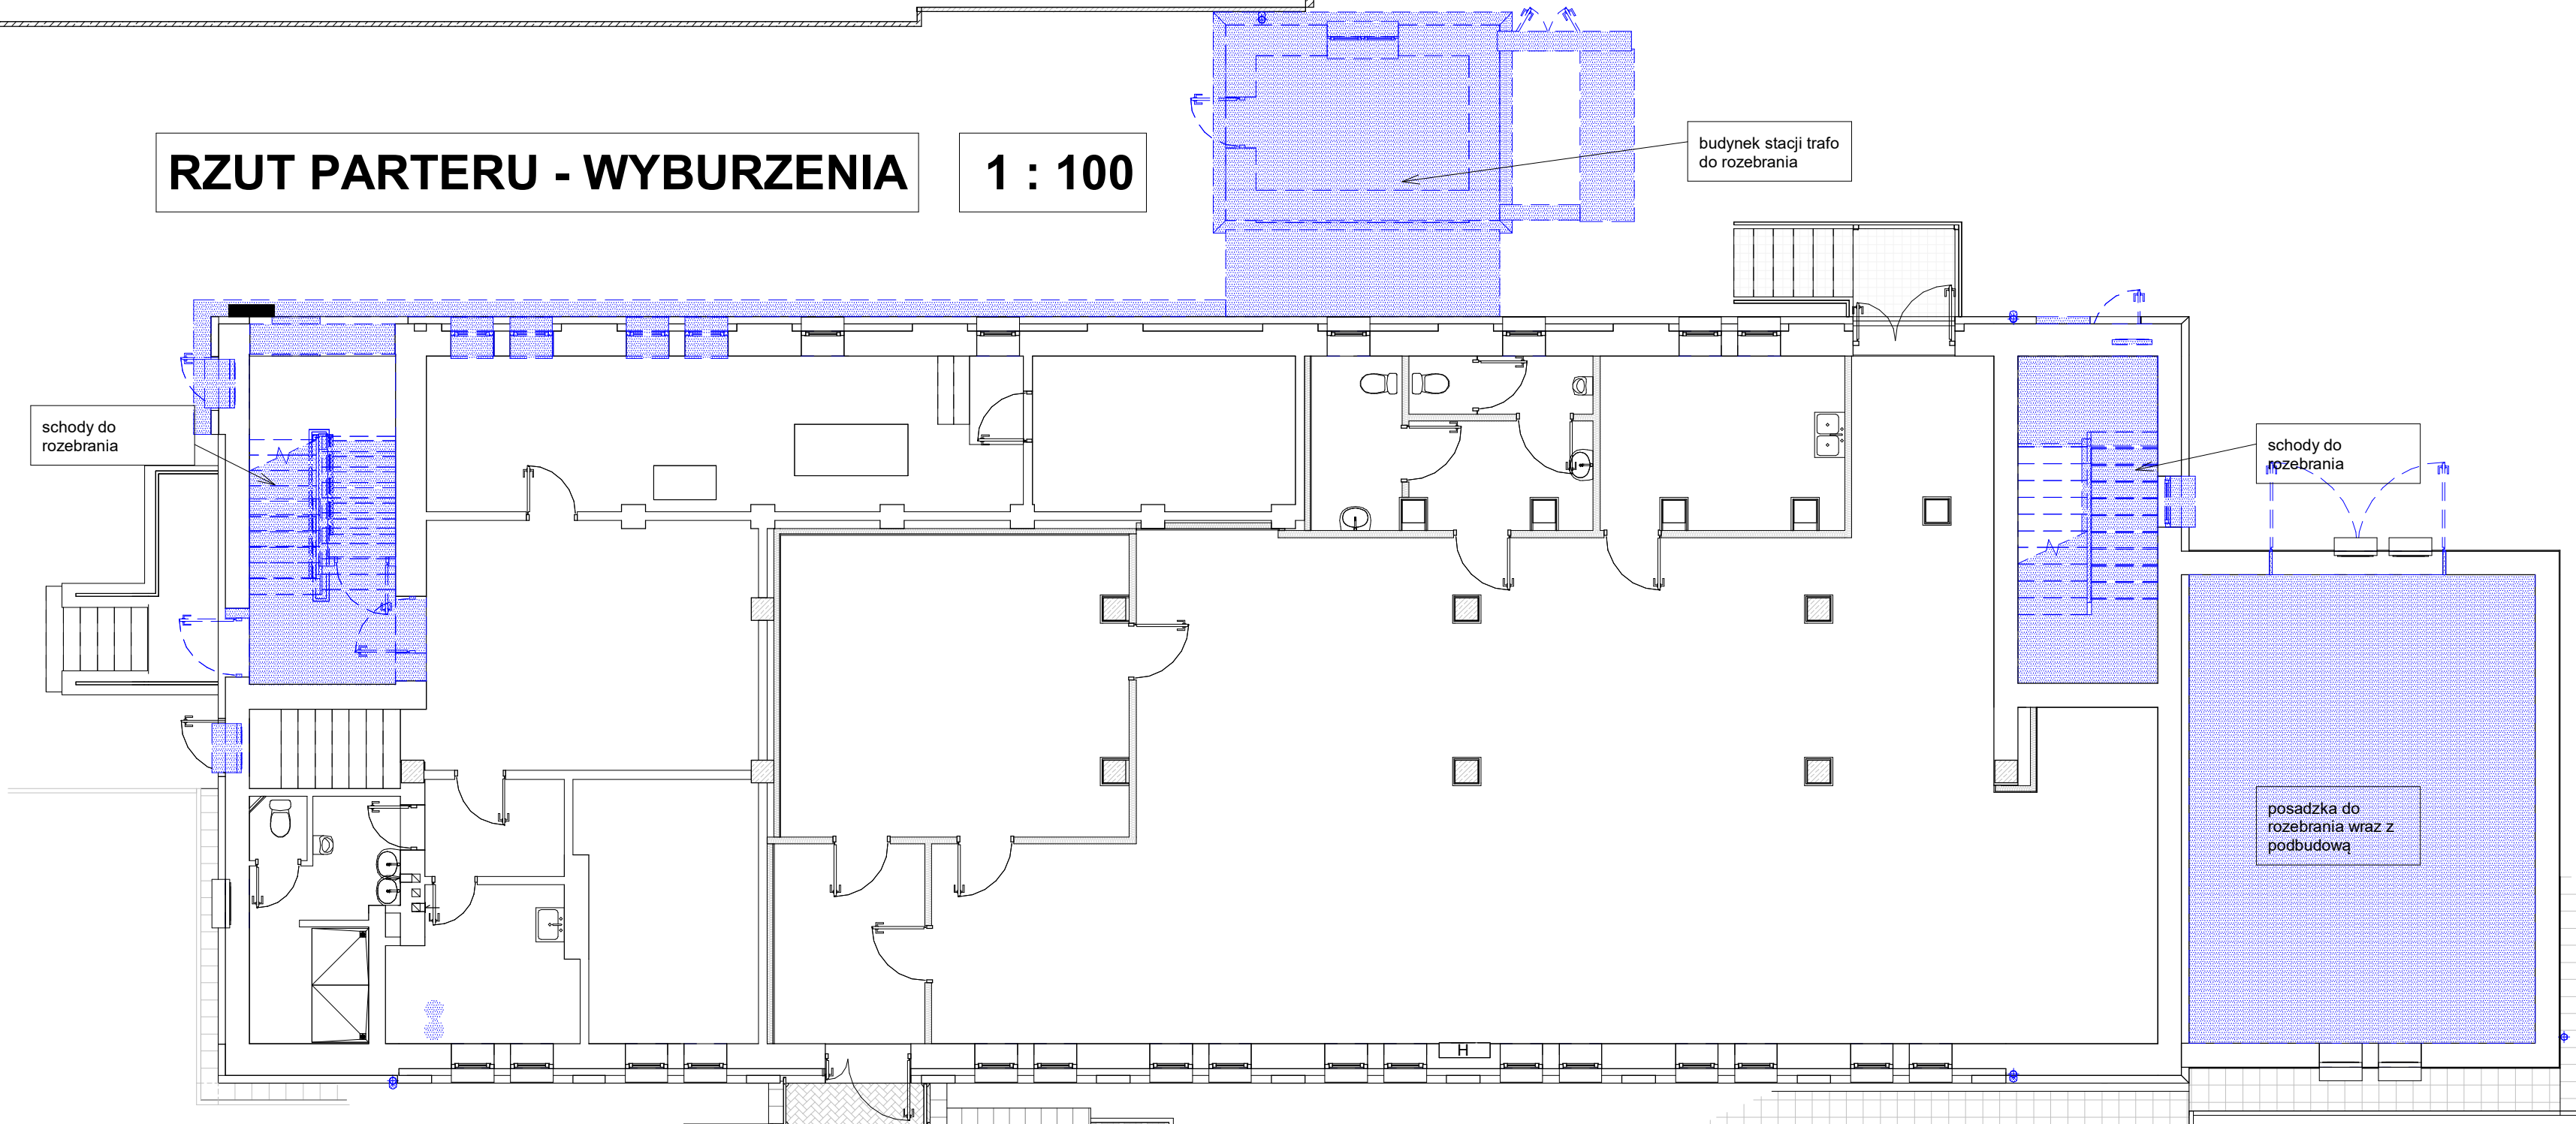 RZUT PARTERU - WYBURZENIA
1 : 100
budynek stacji trafo
do rozebrania
schody do
rozebrania
schody do
rozebrania
posadzka do
rozebrania wraz z
podbudową
H